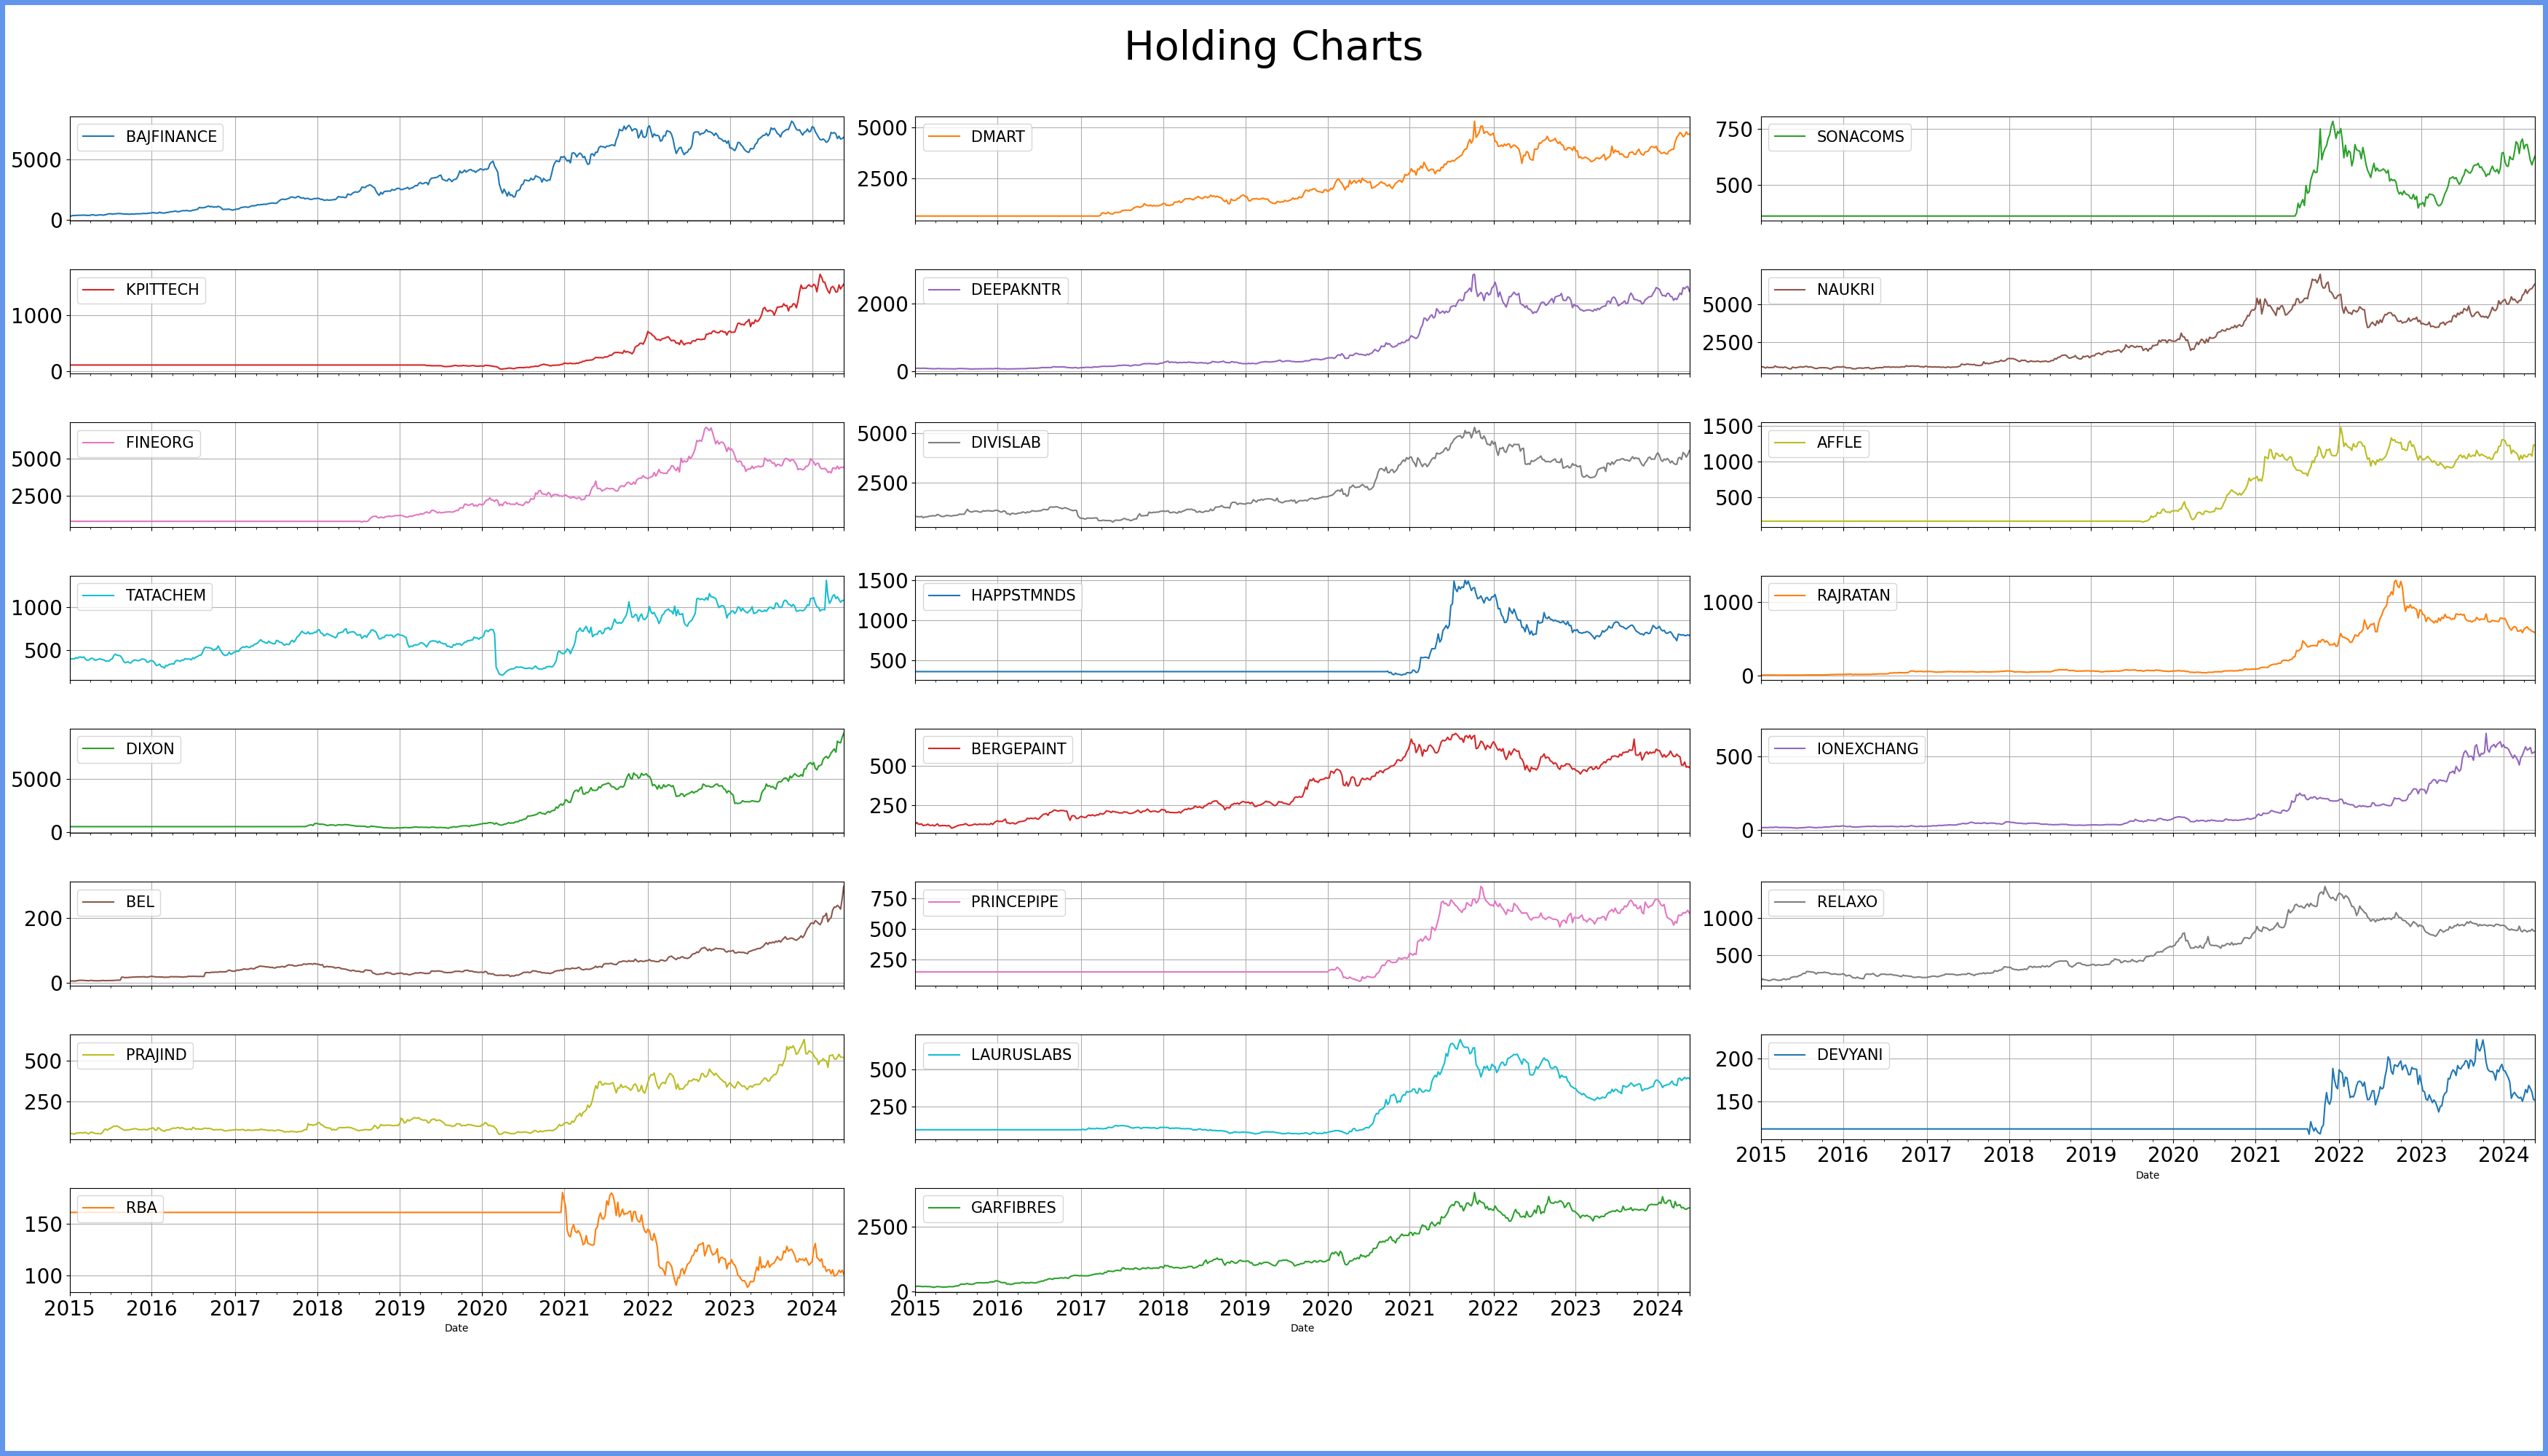 Holding Charts
BAJFINANCE
5000
0
DMART
5000
2500
SONACOMS
750
500
KPITTECH
1000
0
DEEPAKNTR
2000
0
NAUKRI
5000
2500
FINEORG
5000
2500
DIVISLAB
5000
2500
AFFLE
1500
1000
500
TATACHEM
1000
500
HAPPSTMNDS
1500
1000
500
RAJRATAN
1000
0
DIXON
5000
0
BERGEPAINT
500
250
IONEXCHANG
500
0
BEL
200
0
PRINCEPIPE
750
500
250
RELAXO
1000
500
PRAJIND
500
250
LAURUSLABS
500
250
DEVYANI
200
150
2015 2016 2017 2018 2019 2020 2021 2022 2023 2024
Date
RBA
150
100
2015 2016 2017 2018 2019 2020 2021 2022 2023 2024
Date
GARFIBRES
2500
0
2015 2016 2017 2018 2019 2020 2021 2022 2023 2024
Date